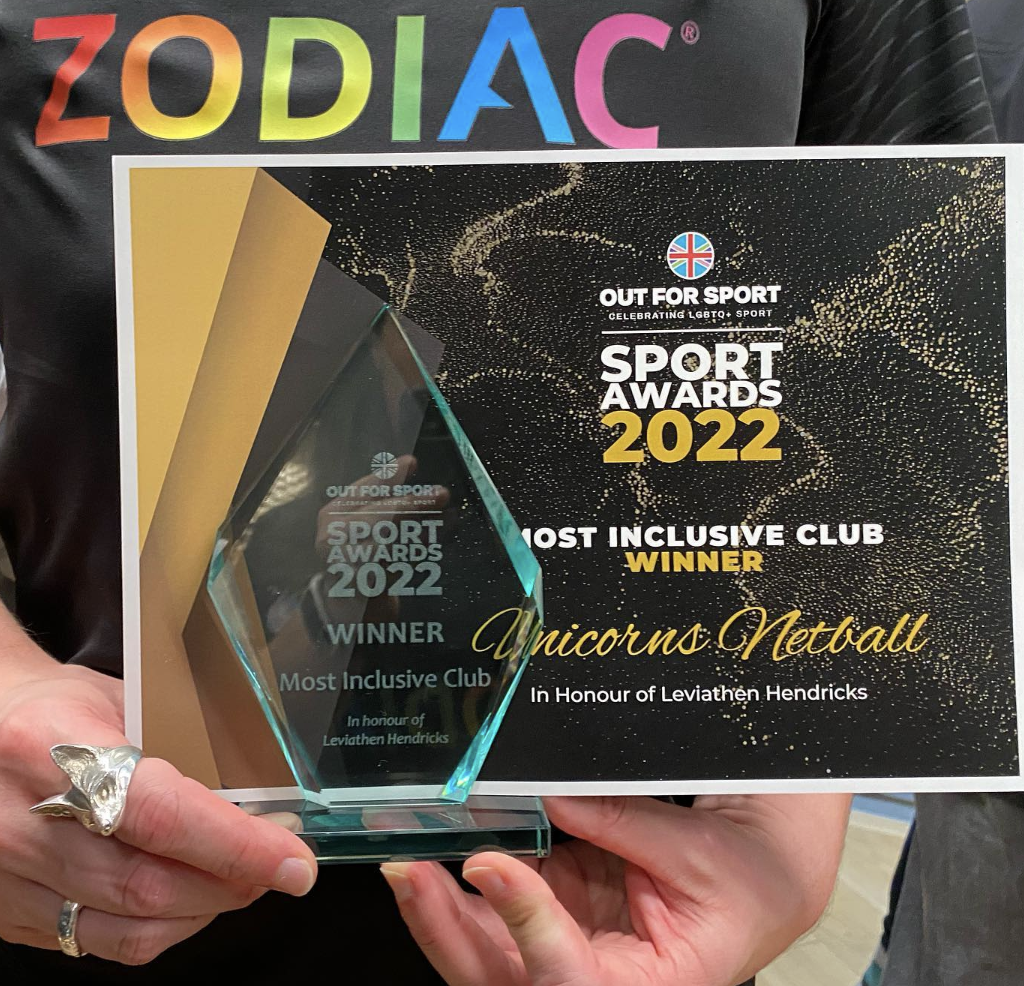 ZODIAC®
OUT FOR SPORT
CELEBRATING LGBTQ+ SPORT
SPORT
AWARDS
2022
MOST INCLUSIVE CLUB
WINNER
Unicorns Netball
In Honour of Leviathen Hendricks
OUT FOR SPORT
CELEBRATING LGBTQ+ SPORT
SPORT
AWARDS
2022
WINNER
Most Inclusive Club
In honour of
Leviathen Hendricks